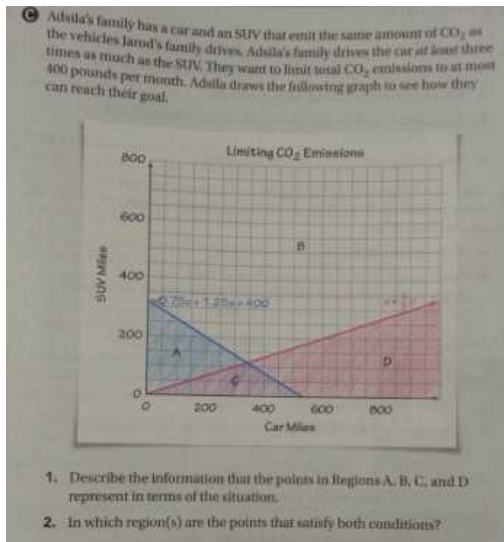 C Adsila's family has a car and an SUV that emit the same amount of CO₂ as
the vehicles Jarod's family drives. Adsila's family drives the car at least three
times as much as the SUV. They want to limit total CO₂ emissions to at most
400 pounds per month. Adsila draws the following graph to see how they
can reach their goal.
Limiting CO₂ Emissions
800
600
400
200
0
SUV Miles
B
0.75c + 1.25s = 400
A
C
D
0
200
400
600
800
Car Miles
1. Describe the information that the points in Regions A, B, C, and D
represent in terms of the situation.
2. In which region(s) are the points that satisfy both conditions?